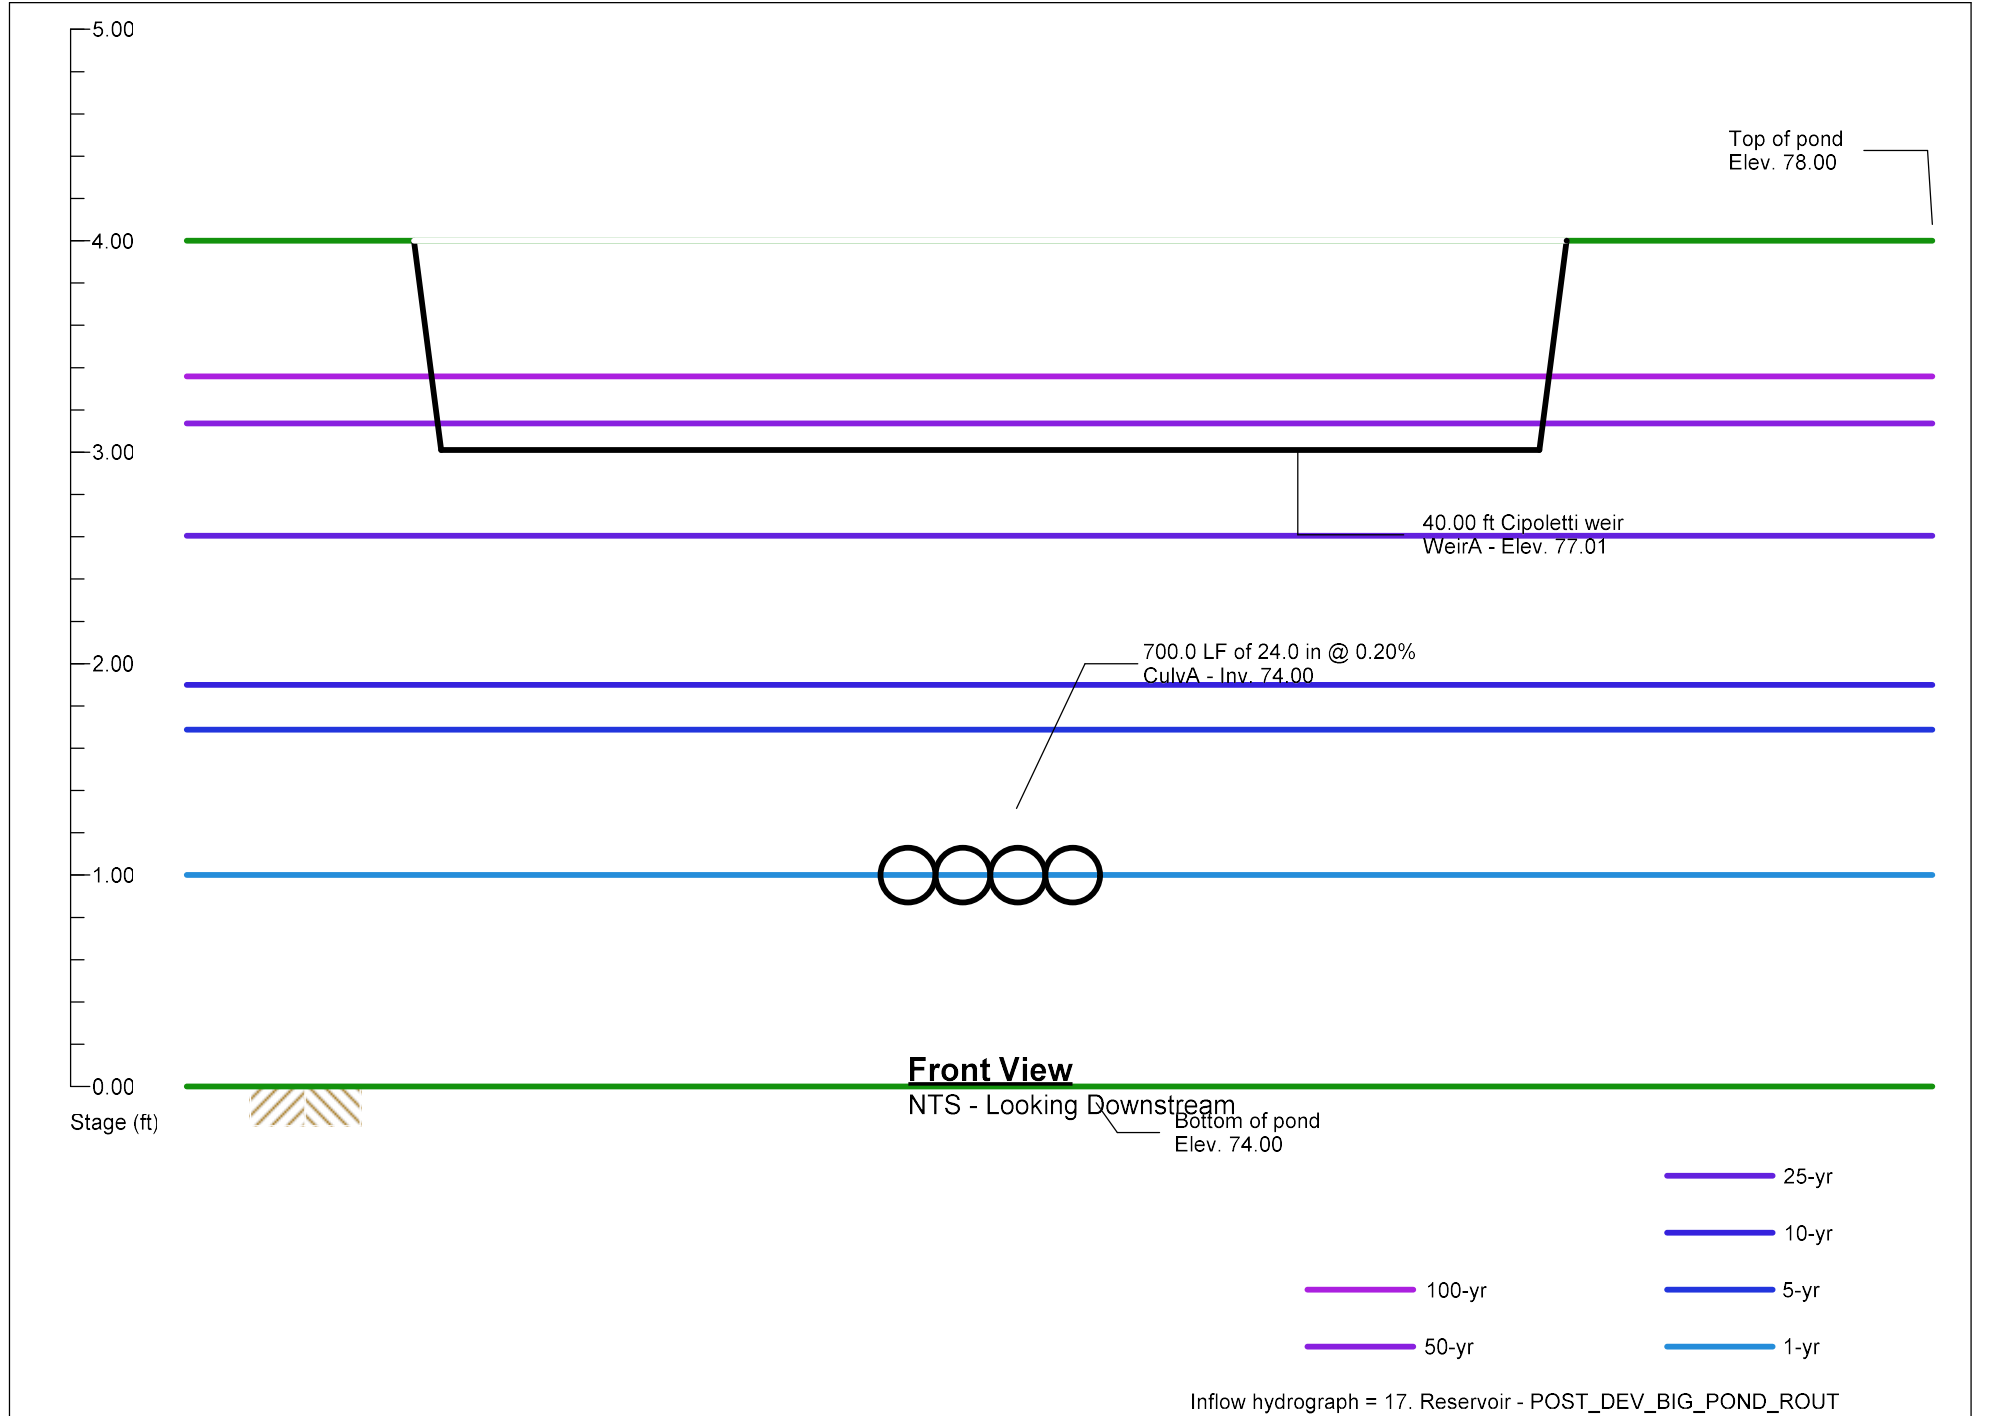 5.00
Top of pond
Elev. 78.00
4.00
3.00
40.00 ft Cipoletti weir
WeirA - Elev. 77.01
700.0 LF of 24.0 in @ 0.20%
CulvA - Inv. 74.00
2.00
1.00
0.00
Stage (ft)
Front View
NTS - Looking Downstream
Bottom of pond
Elev. 74.00
25-yr
10-yr
100-yr
5-yr
50-yr
1-yr
Inflow hydrograph = 17. Reservoir - POST_DEV_BIG_POND_ROUT